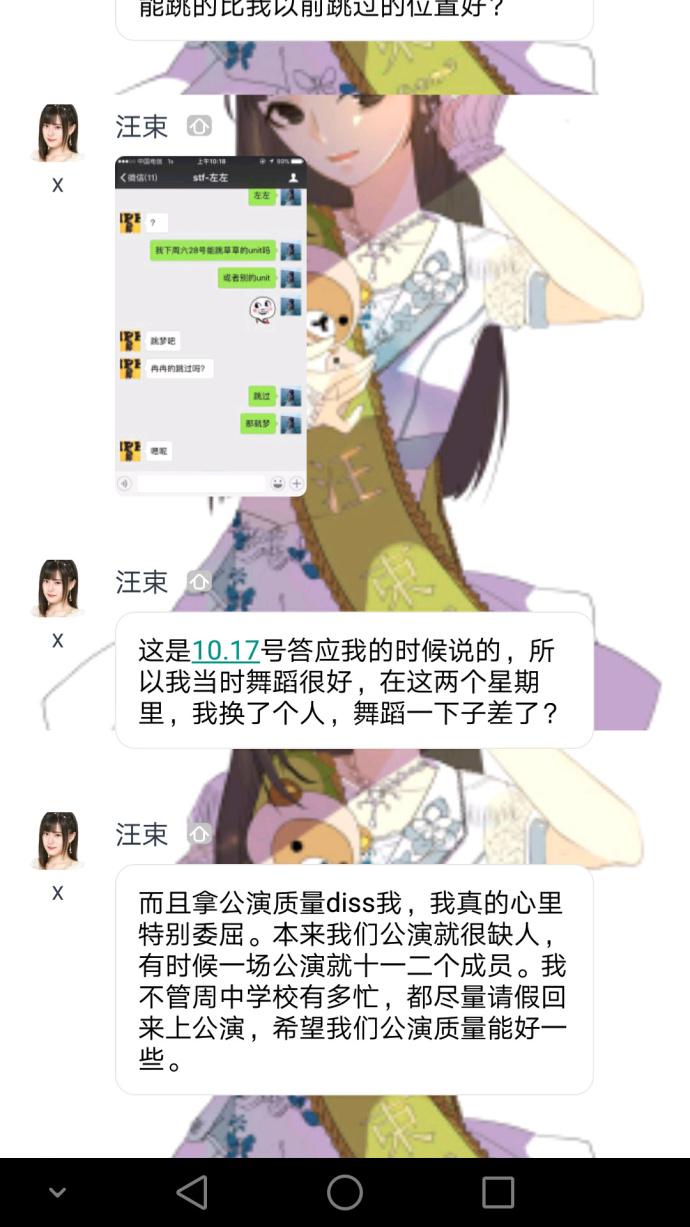 能跳的比我以前跳过的位置好？
汪束
X
中国电信
上午10:18
99%
微信(11)
stf-左左
左左
?
我下周六28号能跳草草的unit吗
或者别的unit
跳梦吧
冉冉的跳过吗?
跳过
那就梦
嗯呢
汪
束
汪束
X
这是10.17号答应我的时候说的，所
以我当时舞蹈很好，在这两个星期
里，我换了个人，舞蹈一下子差了？
汪束
X
而且拿公演质量diss我，我真的心里
特别委屈。本来我们公演就很缺人，
有时候一场公演就十一二个成员。我
不管周中学校有多忙，都尽量请假回
来上公演，希望我们公演质量能好一
些。
束